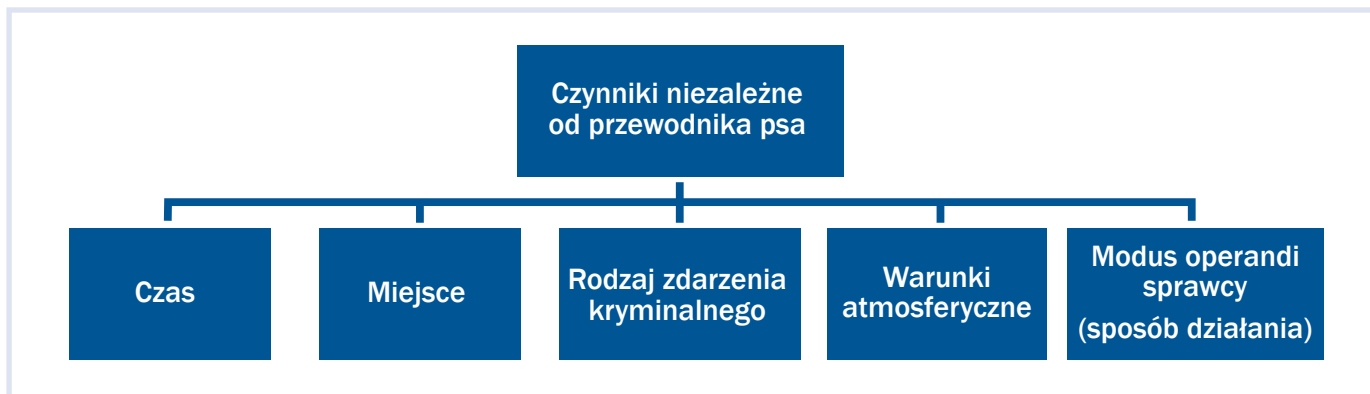 Czynniki niezależne
od przewodnika psa
Czas
Miejsce
Rodzaj zdarzenia
kryminalnego
Warunki
atmosferyczne
Modus operandi
sprawcy
(sposób działania)